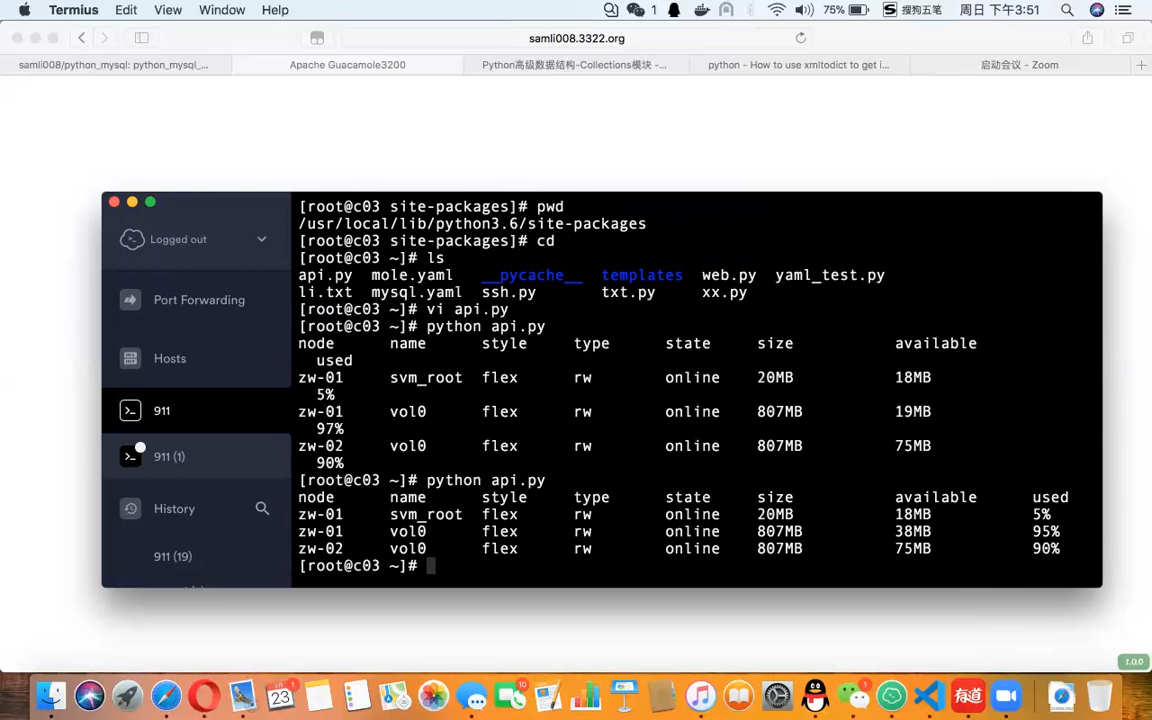 Termius Edit View Window Help 1 75% S 搜狗五笔 周日 下午3:51
samli008.3322.org
samli008/python_mysql: python_mysql_... Apache Guacamole3200 Python高级数据结构-Collections模块 -... python - How to use xmltodict to get i... 启动会议 - Zoom
[root@c03 site-packages]# pwd
/usr/local/lib/python3.6/site-packages
[root@c03 site-packages]# cd
[root@c03 ~]# ls
api.py mole.yaml __pycache__ templates web.py yaml_test.py
li.txt mysql.yaml ssh.py txt.py xx.py
[root@c03 ~]# vi api.py
[root@c03 ~]# python api.py
node name style type state size available
used
zw-01 svm_root flex rw online 20MB 18MB
5%
zw-01 vol0 flex rw online 807MB 19MB
97%
zw-02 vol0 flex rw online 807MB 75MB
90%
[root@c03 ~]# python api.py
node name style type state size available used
zw-01 svm_root flex rw online 20MB 18MB 5%
zw-01 vol0 flex rw online 807MB 38MB 95%
zw-02 vol0 flex rw online 807MB 75MB 90%
[root@c03 ~]#
Logged out
Port Forwarding
Hosts
911
911 (1)
History
911 (19)
1.0.0
23
10
1
有道